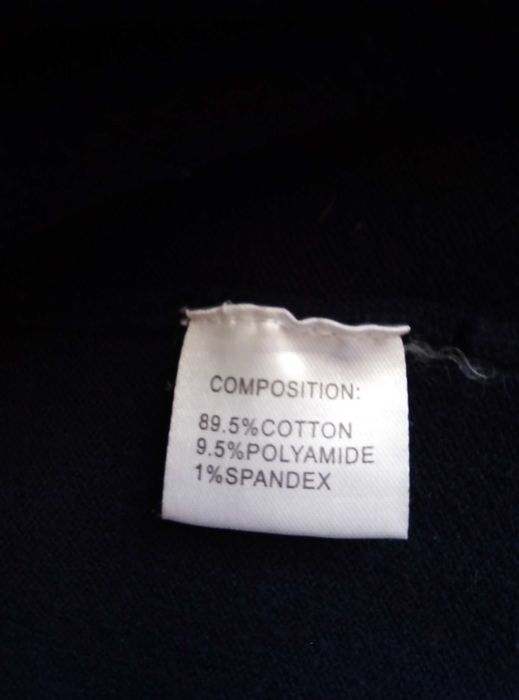 COMPOSITION:
89.5%COTTON
9.5%POLYAMIDE
1%SPANDEX